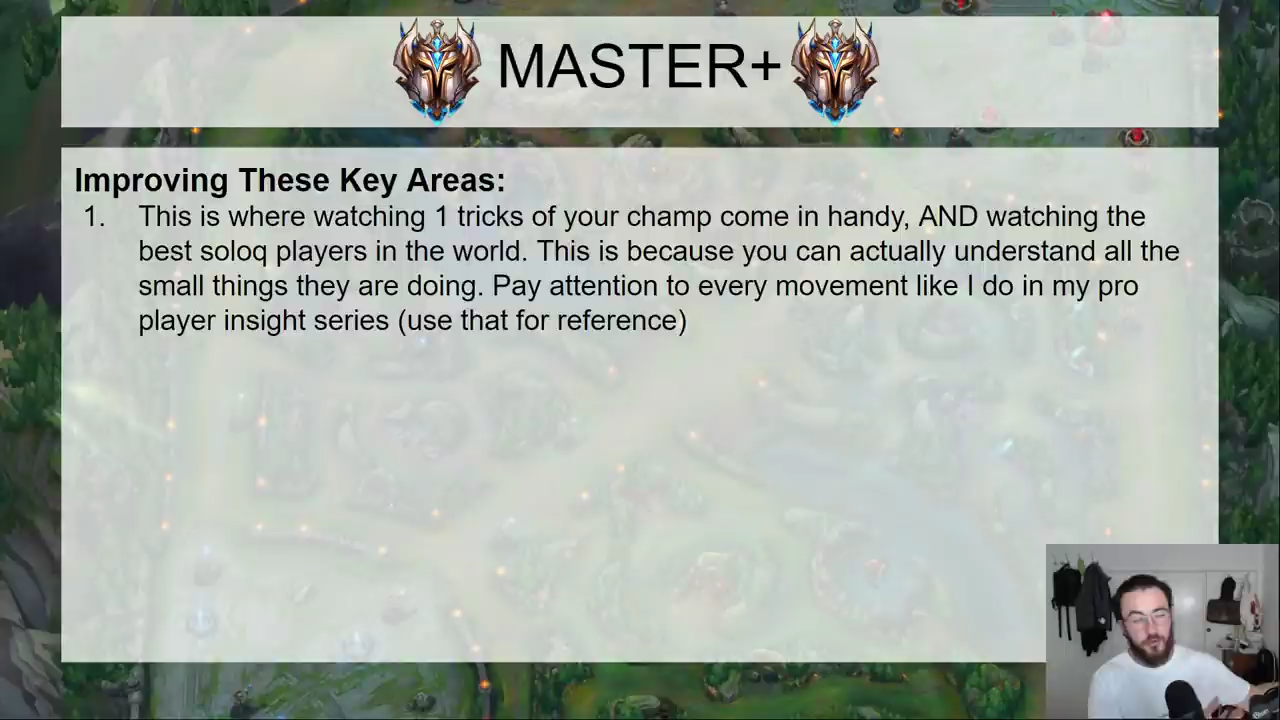 MASTER+
Improving These Key Areas:
1. This is where watching 1 tricks of your champ come in handy, AND watching the
best soloq players in the world. This is because you can actually understand all the
small things they are doing. Pay attention to every movement like I do in my pro
player insight series (use that for reference)